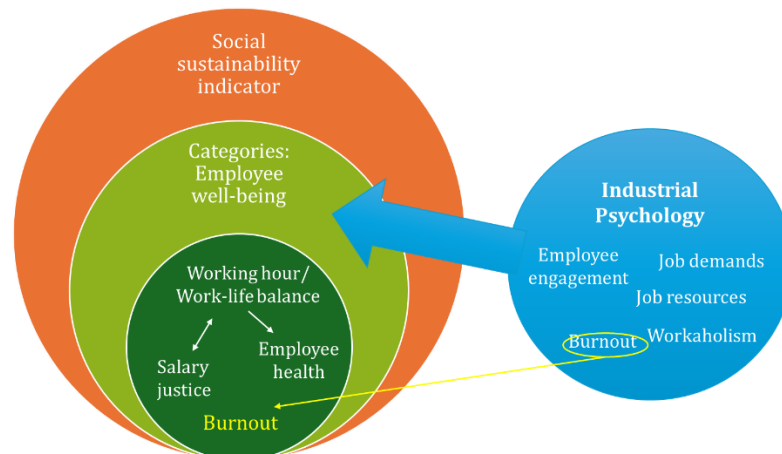 Social
sustainability
indicator
Categories:
Employee
well-being
Working hour/
Work-life balance
Salary
justice
Employee
health
Burnout
Industrial
Psychology
Employee
engagement
Job demands
Job resources
Burnout
Workaholism